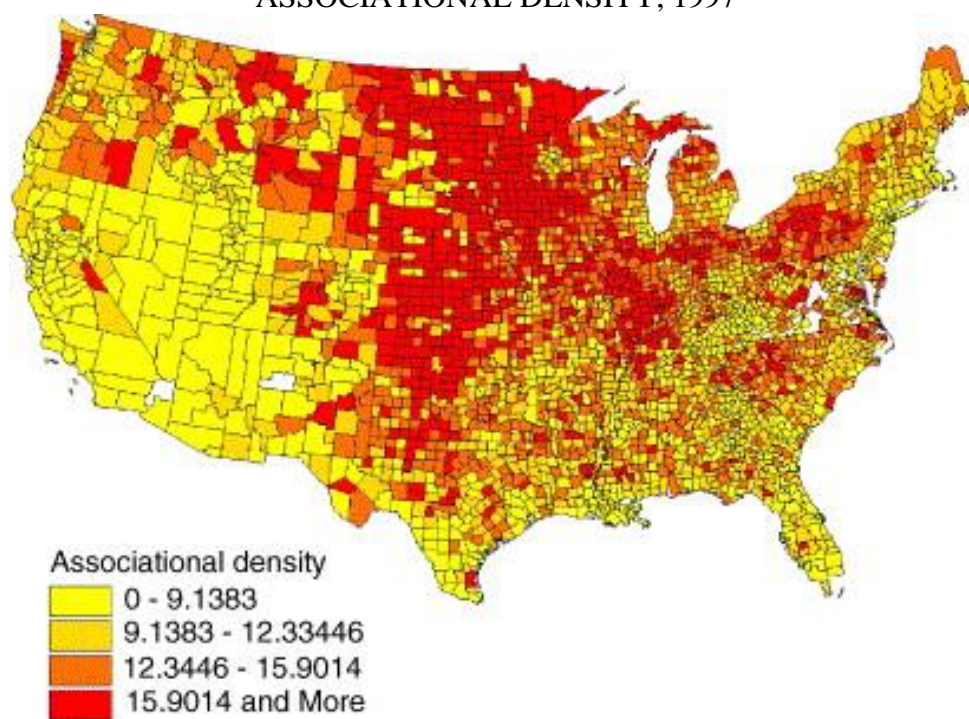 ASSOCIATIONAL DENSITY, 1997
Associational density
0 - 9.1383
9.1383 - 12.33446
12.3446 - 15.9014
15.9014 and More